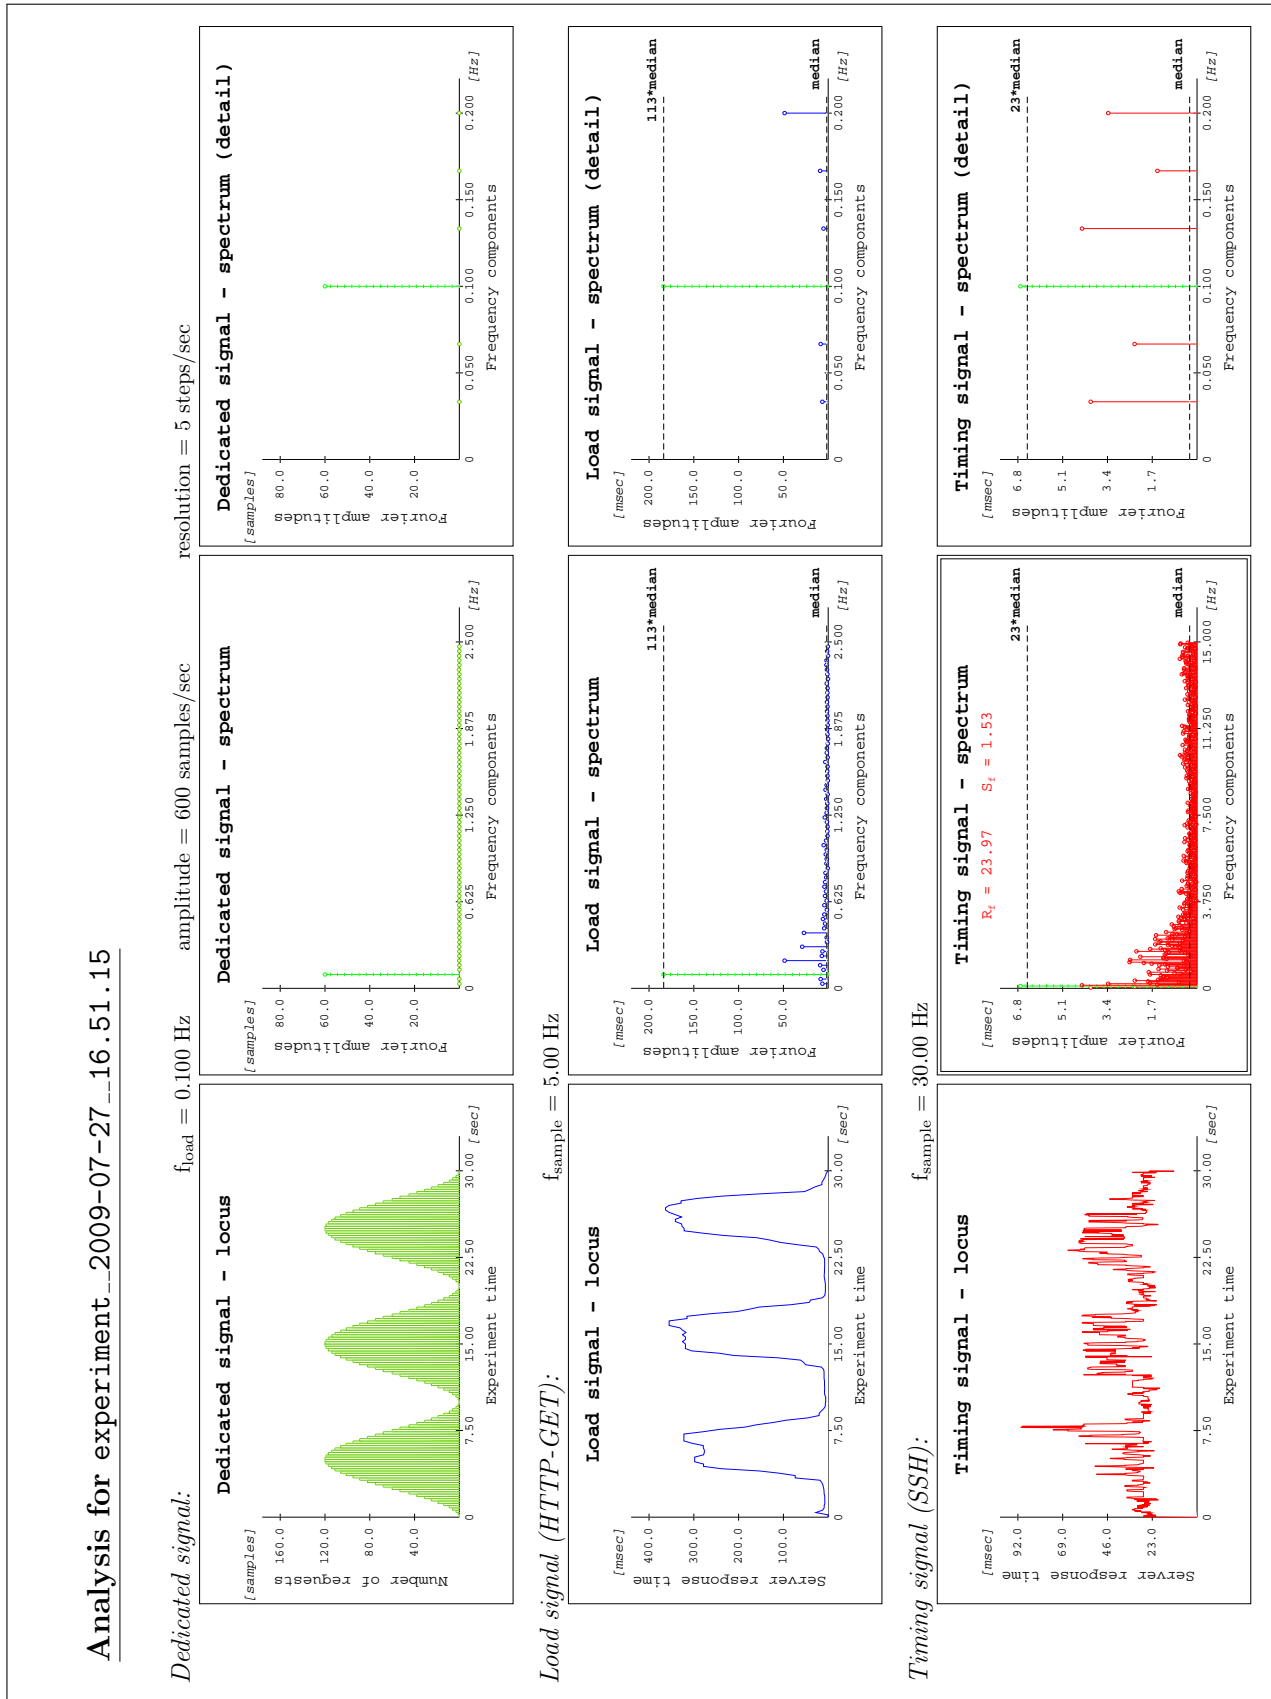 Analysis for experiment__2009-07-27__16.51.15
Dedicated signal:
f_load = 0.100 Hz
amplitude = 600 samples/sec
resolution = 5 steps/sec
Dedicated signal - locus
[samples]
Number of requests
160.0
120.0
80.0
40.0
0
7.50
15.00
22.50
30.00
[sec]
Experiment time
Dedicated signal - spectrum
[samples]
Fourier amplitudes
80.0
60.0
40.0
20.0
0
0.625
1.250
1.875
2.500
[Hz]
Frequency components
Dedicated signal - spectrum (detail)
[samples]
Fourier amplitudes
80.0
60.0
40.0
20.0
0
0.050
0.100
0.150
0.200
[Hz]
Frequency components
Load signal (HTTP-GET):
f_sample = 5.00 Hz
Load signal - locus
[msec]
Server response time
400.0
300.0
200.0
100.0
0
7.50
15.00
22.50
30.00
[sec]
Experiment time
Load signal - spectrum
[msec]
Fourier amplitudes
200.0
150.0
100.0
50.0
113*median
median
0
0.625
1.250
1.875
2.500
[Hz]
Frequency components
Load signal - spectrum (detail)
[msec]
Fourier amplitudes
200.0
150.0
100.0
50.0
113*median
median
0
0.050
0.100
0.150
0.200
[Hz]
Frequency components
Timing signal (SSH):
f_sample = 30.00 Hz
Timing signal - locus
[msec]
Server response time
92.0
69.0
46.0
23.0
0
7.50
15.00
22.50
30.00
[sec]
Experiment time
Timing signal - spectrum
R_f = 23.97 S_f = 1.53
[msec]
Fourier amplitudes
6.8
5.1
3.4
1.7
23*median
median
0
3.750
7.500
11.250
15.000
[Hz]
Frequency components
Timing signal - spectrum (detail)
[msec]
Fourier amplitudes
6.8
5.1
3.4
1.7
23*median
median
0
0.050
0.100
0.150
0.200
[Hz]
Frequency components